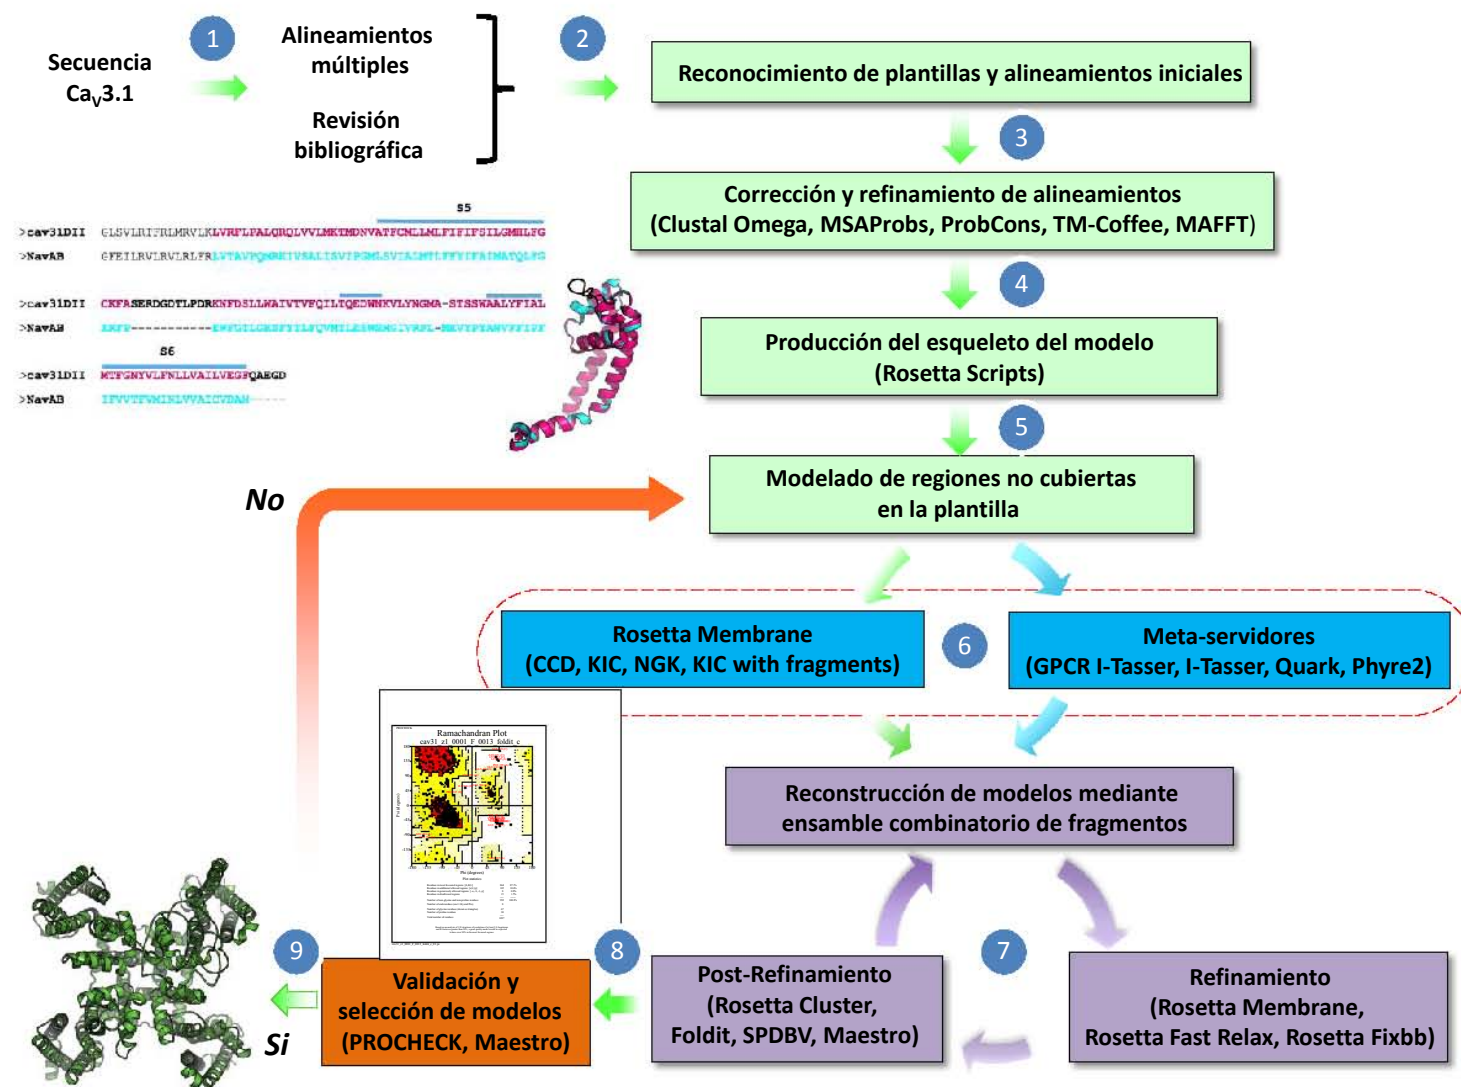 1
2
Secuencia
CaV3.1
Alineamientos
múltiples
Revisión
bibliográfica
Reconocimiento de plantillas y alineamientos iniciales
3
Corrección y refinamiento de alineamientos
(Clustal Omega, MSAProbs, ProbCons, TM-Coffee, MAFFT)
4
Producción del esqueleto del modelo
(Rosetta Scripts)
5
Modelado de regiones no cubiertas
en la plantilla
S5
>cav31DII
>NavAB
>cav31DII
>NavAB
S6
>cav31DII
>NavAB
No
Rosetta Membrane
(CCD, KIC, NGK, KIC with fragments)
6
Meta-servidores
(GPCR I-Tasser, I-Tasser, Quark, Phyre2)
Ramachandran Plot
cav31_z1_0001_F_0013_foldit_c
Reconstrucción de modelos mediante
ensamble combinatorio de fragmentos
7
Refinamiento
(Rosetta Membrane,
Rosetta Fast Relax, Rosetta Fixbb)
Post-Refinamiento
(Rosetta Cluster,
Foldit, SPDBV, Maestro)
8
Validación y
selección de modelos
(PROCHECK, Maestro)
9
Si